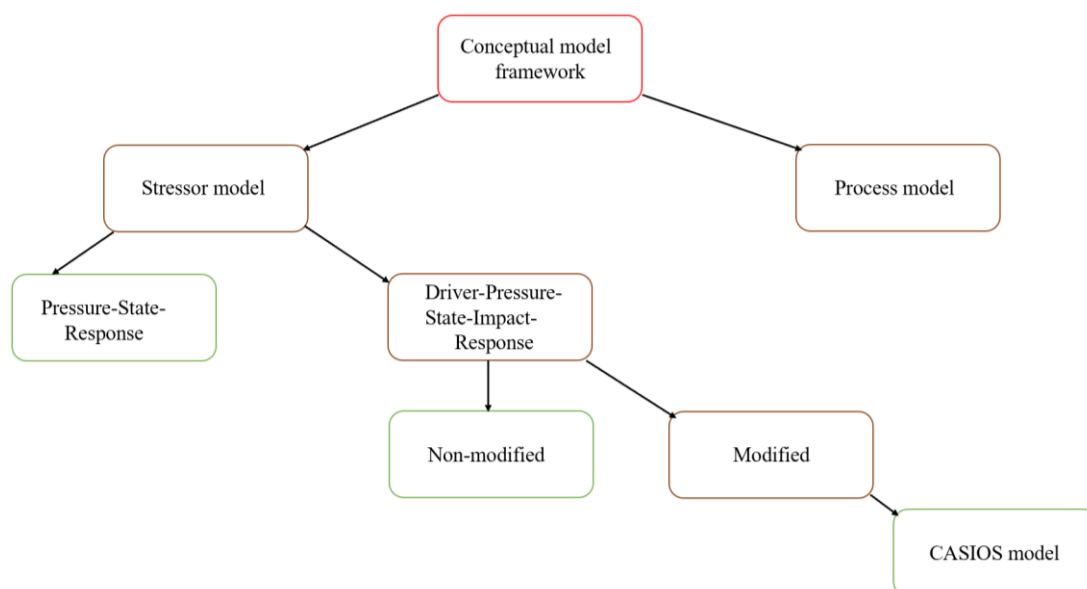 Conceptual model
framework
Stressor model
Process model
Pressure-State-
Response
Driver-Pressure-
State-Impact-
Response
Non-modified
Modified
CASIOS model